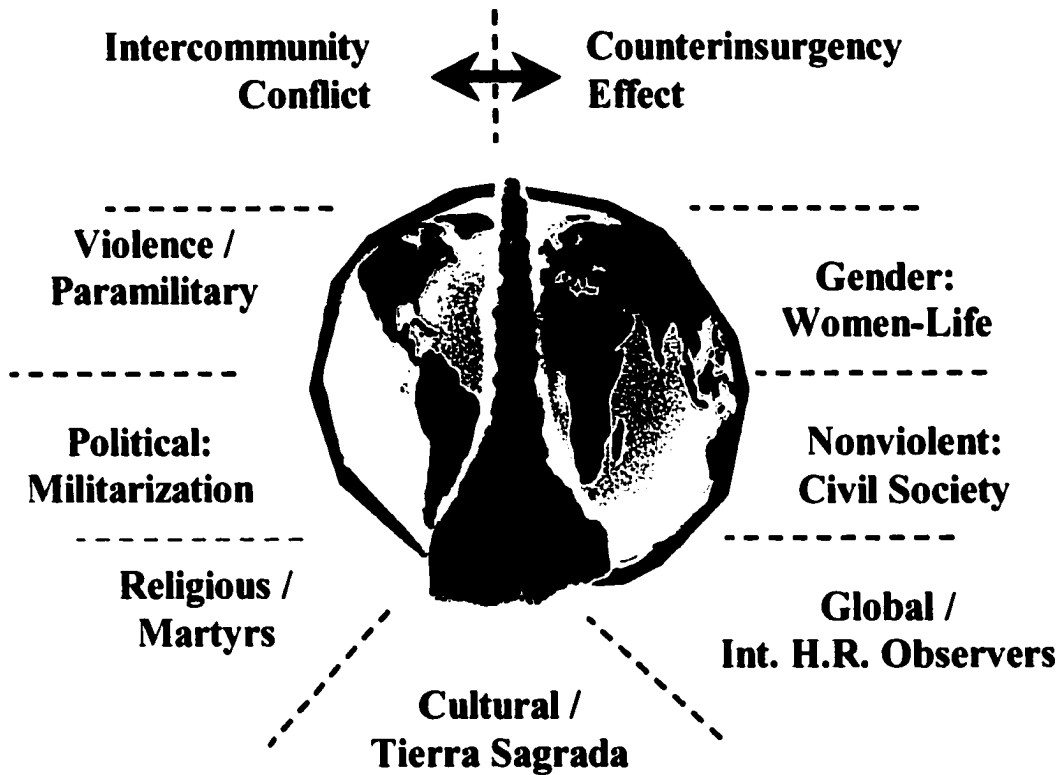 Intercommunity
Conflict
Counterinsurgency
Effect
Violence /
Paramilitary
Gender:
Women-Life
Political:
Militarization
Nonviolent:
Civil Society
Religious /
Martyrs
Global /
Int. H.R. Observers
Cultural /
Tierra Sagrada